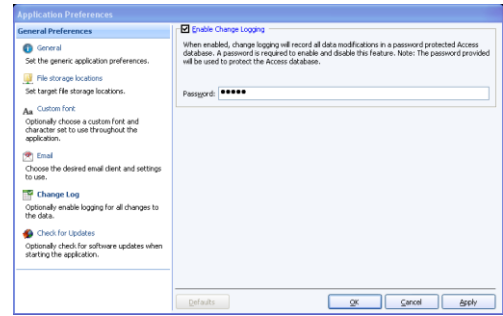 Application Preferences
General Preferences
General
Set the generic application preferences.
File storage locations
Set target file storage locations.
Custom font
Optionally choose a custom font and
character set to use throughout the
application.
Email
Choose the desired email client and settings
to use.
Change Log
Optionally enable logging for all changes to
the data.
Check for Updates
Optionally check for software updates when
starting the application.
Enable Change Logging
When enabled, change logging will record all data modifications in a password protected Access
database. A password is required to enable and disable this feature. Note: The password provided
will be used to protect the Access database.
Password: •••••
Defaults
OK
Cancel
Apply